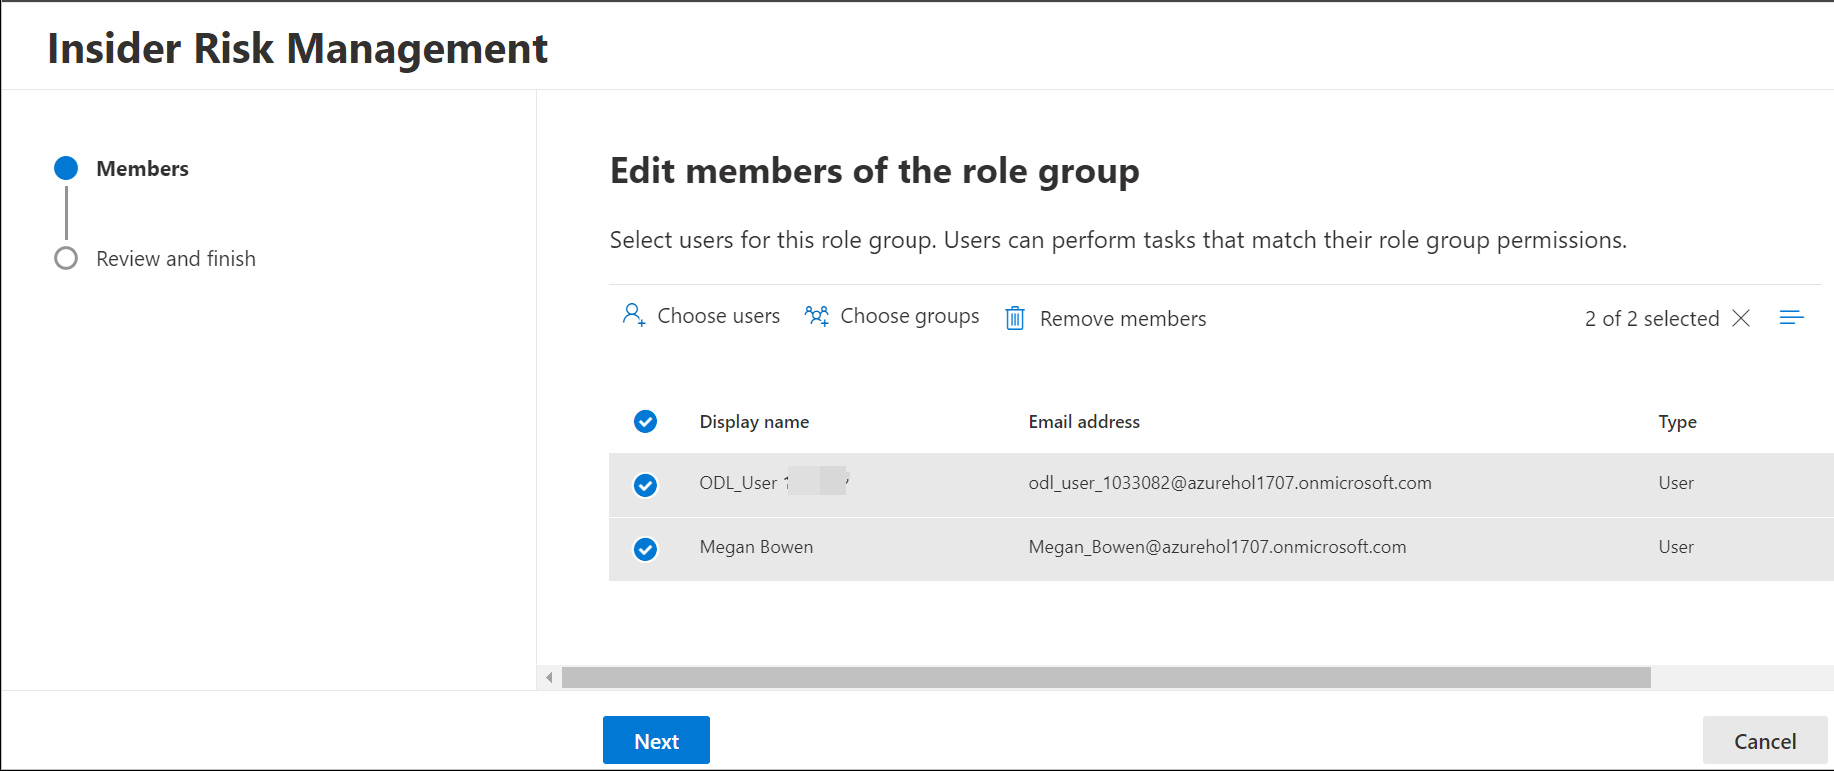 Insider Risk Management
Members
Review and finish
Edit members of the role group
Select users for this role group. Users can perform tasks that match their role group permissions.
Choose users Choose groups Remove members 2 of 2 selected
Display name Email address Type
ODL_User odl_user_1033082@azurehol1707.onmicrosoft.com User
Megan Bowen Megan_Bowen@azurehol1707.onmicrosoft.com User
Next Cancel